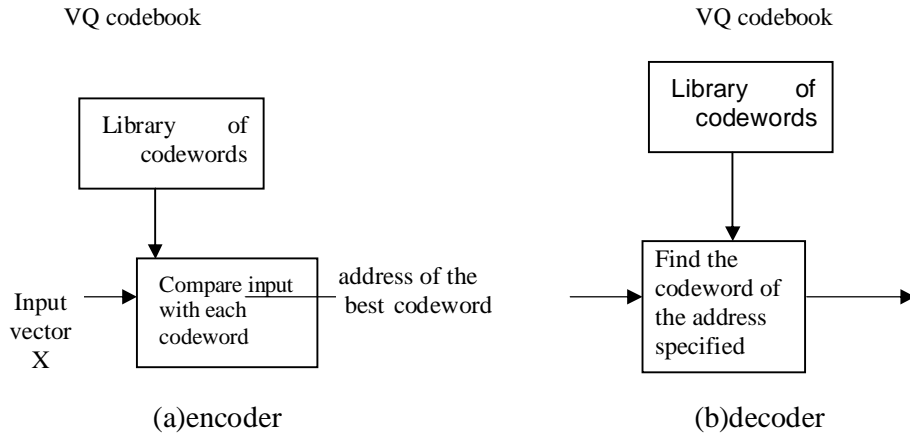 VQ codebook
Library of
codewords
Compare input
with each
codeword
Input
vector
X
address of the
best codeword
(a)encoder
VQ codebook
Library of
codewords
Find the
codeword of
the address
specified
(b)decoder